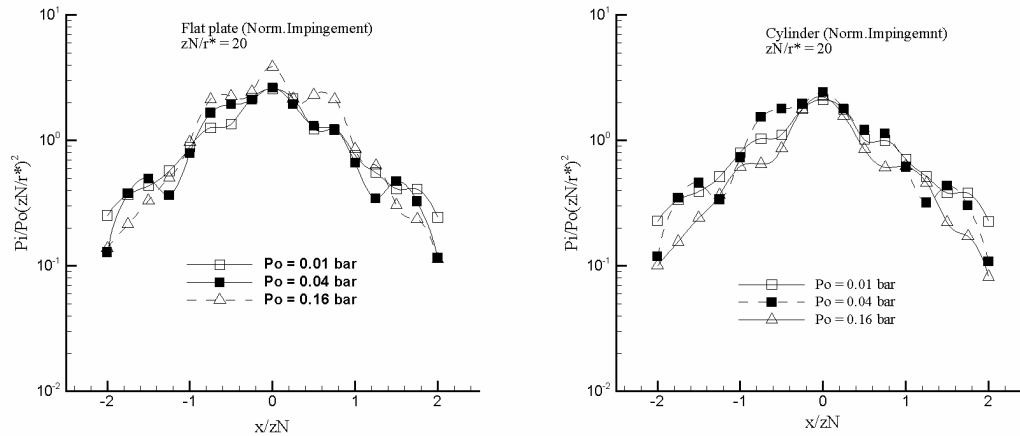 Flat plate (Norm.Impingement)
zN/r* = 20
10^1
10^0
10^-1
10^-2
Pi/Po(zN/r*)^2
Po = 0.01 bar
Po = 0.04 bar
Po = 0.16 bar
-2 -1 0 1 2
x/zN
Cylinder (Norm.Impingemnt)
zN/r* = 20
10^1
10^0
10^-1
10^-2
Pi/Po(zN/r*)^2
Po = 0.01 bar
Po = 0.04 bar
Po = 0.16 bar
-2 -1 0 1 2
x/zN